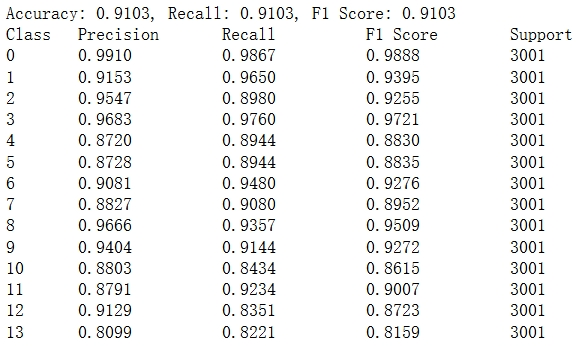 Accuracy: 0.9103, Recall: 0.9103, F1 Score: 0.9103
Class Precision Recall F1 Score Support
0 0.9910 0.9867 0.9888 3001
1 0.9153 0.9650 0.9395 3001
2 0.9547 0.8980 0.9255 3001
3 0.9683 0.9760 0.9721 3001
4 0.8720 0.8944 0.8830 3001
5 0.8728 0.8944 0.8835 3001
6 0.9081 0.9480 0.9276 3001
7 0.8827 0.9080 0.8952 3001
8 0.9666 0.9357 0.9509 3001
9 0.9404 0.9144 0.9272 3001
10 0.8803 0.8434 0.8615 3001
11 0.8791 0.9234 0.9007 3001
12 0.9129 0.8351 0.8723 3001
13 0.8099 0.8221 0.8159 3001